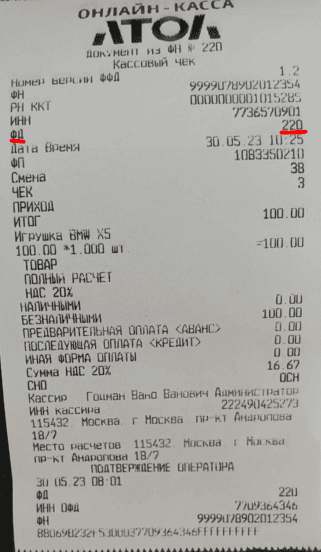 ОНЛАЙН-КАССА
АТОЛ
Документ из ФН № 220
Кассовый чек
Номер версии ФФД 1.2
ФН 9999078902012354
РН ККТ 0000000001015285
ИНН 7736570901
ФД 220
Дата Время 30.05.23 10:25
ФП 1083350210
Смена 38
ЧЕК 3
ПРИХОД
ИТОГ 100.00
Игрушка BMW X5
100.00 *1.000 шт =100.00
ТОВАР
ПОЛНЫЙ РАСЧЕТ
НДС 20%
НАЛИЧНЫМИ 0.00
БЕЗНАЛИЧНЫМИ 100.00
ПРЕДВАРИТЕЛЬНАЯ ОПЛАТА <АВАНС> 0.00
ПОСЛЕДУЮЩАЯ ОПЛАТА <КРЕДИТ> 0.00
ИНАЯ ФОРМА ОПЛАТЫ 0.00
Сумма НДС 20% 16.67
СНО ОСН
Кассир Гоцман Вано Ванович Администратор
ИНН кассира 222490425273
115432. Москва. г Москва пр-кт Андропова
18/7
Место расчетов 115432. Москва. г Москва.
пр-кт Андропова 18/7
ПОДТВЕРЖДЕНИЕ ОПЕРАТОРА
30.05.23 08:01
ФД 220
ИНН ОФД 7709364346
ФН 9999078902012354